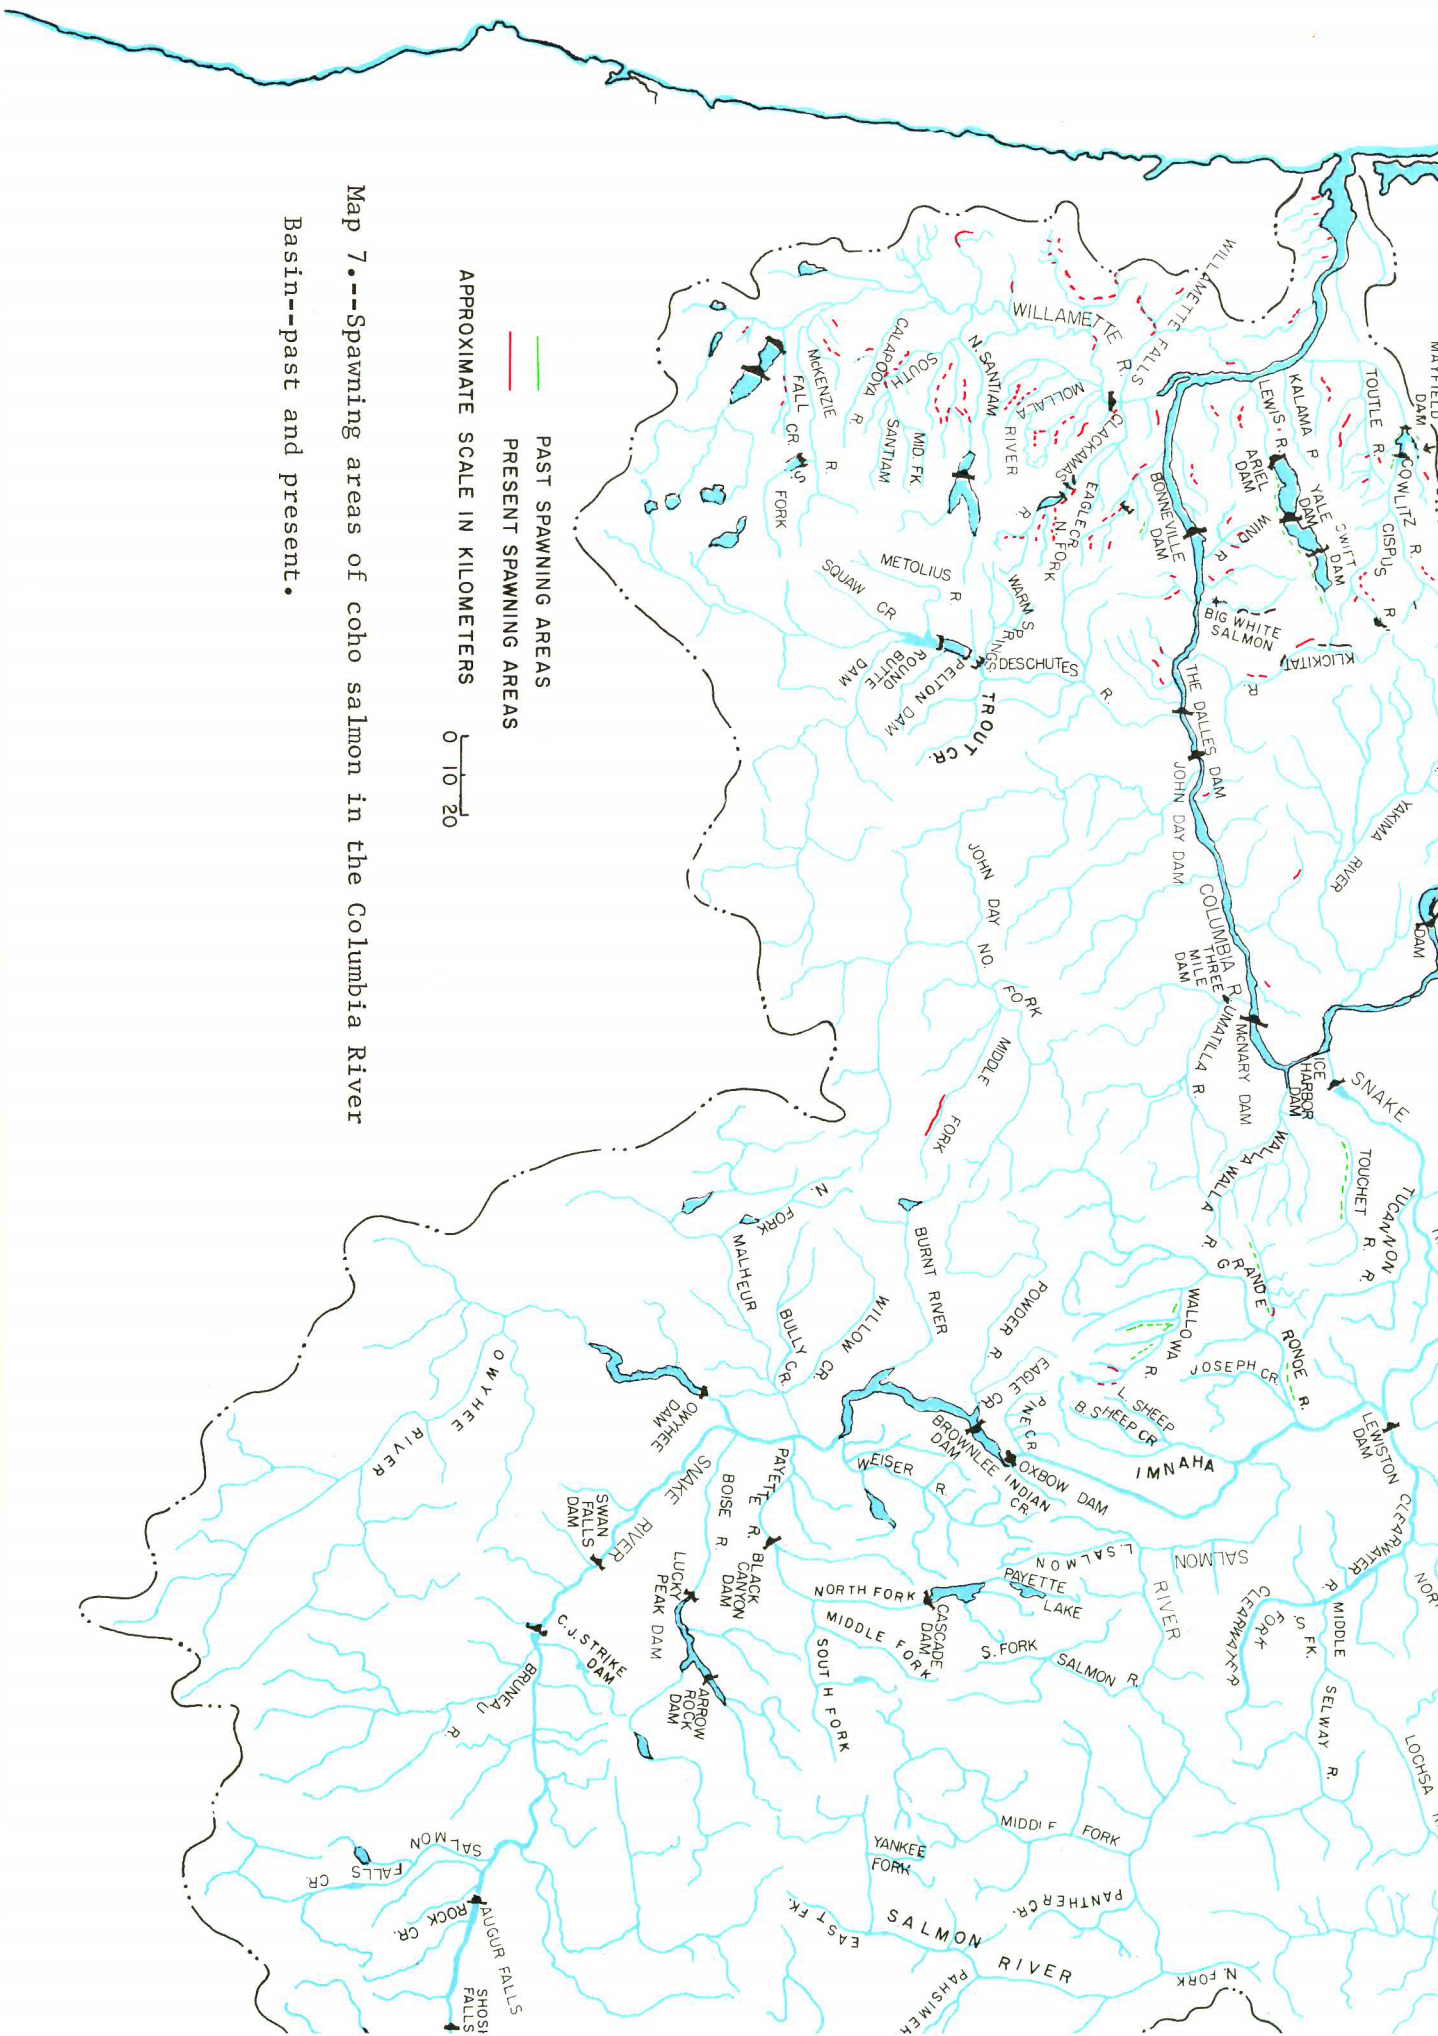 Map 7.--Spawning areas of coho salmon in the Columbia River
Basin--past and present.
PAST SPAWNING AREAS
PRESENT SPAWNING AREAS
APPROXIMATE SCALE IN KILOMETERS
0 10 20
MAYFIELD
DAM
COWLITZ R.
CISPUS R
TOUTLE R.
KALAMA R
LEWIS R.
ARIEL
DAM
YALE
DAM
SWIFT
DAM
WIND R
BIG WHITE
SALMON
KLICKITAT R.
BONNEVILLE
DAM
THE DALLES DAM
JOHN DAY DAM
COLUMBIA R
YAKIMA RIVER
DAM
THREE
MILE
DAM
UMATILLA R.
McNARY DAM
ICE
HARBOR
DAM
SNAKE
WILLAMETTE FALLS
WILLAMETTE R.
CLACKAMAS R
EAGLE CR
N. FORK
MOLLALA RIVER
N. SANTIAM
SOUTH SANTIAM
MID. FK.
CALAPOOYA R.
McKENZIE R
FALL CR.
S. FORK
METOLIUS R.
SQUAW CR
WARM SPRINGS R
DESCHUTES R.
PELTON DAM
ROUND
BUTTE
DAM
TROUT CR.
JOHN DAY
NO. FORK
MIDDLE FORK
WALLA WALLA R.
TOUCHET R.
TUCANNON R.
GRANDE RONDE R.
WALLOWA R.
JOSEPH CR
L. SHEEP
B. SHEEP CR
IMNAHA
LEWISTON
DAM
CLEARWATER R.
MIDDLE
S. FK.
CLEARWATER
FORK
SELWAY R.
LOCHSA
N. FORK
MALHEUR
BULLY CR.
WILLOW CR.
BURNT RIVER
POWDER R.
EAGLE CR.
PINE CR.
BROWNLEE
DAM
OXBOW DAM
INDIAN
CR.
WEISER R.
OWYHEE RIVER
OWYHEE
DAM
SNAKE RIVER
BOISE R.
PAYETTE R.
BLACK
CANYON
DAM
LUCKY
PEAK DAM
ARROW
ROCK
DAM
SWAN
FALLS
DAM
C.J. STRIKE
DAM
BRUNEAU R.
NORTH FORK
MIDDLE FORK
SOUTH FORK
CASCADE
DAM
PAYETTE
LAKE
L. SALMON
SALMON
RIVER
S. FORK
SALMON R.
MIDDLE FORK
YANKEE
FORK
PANTHER CR.
EAST FK.
SALMON RIVER
N. FORK
SALMON
FALLS
CR.
ROCK CR.
AUGUR FALLS
FALLS